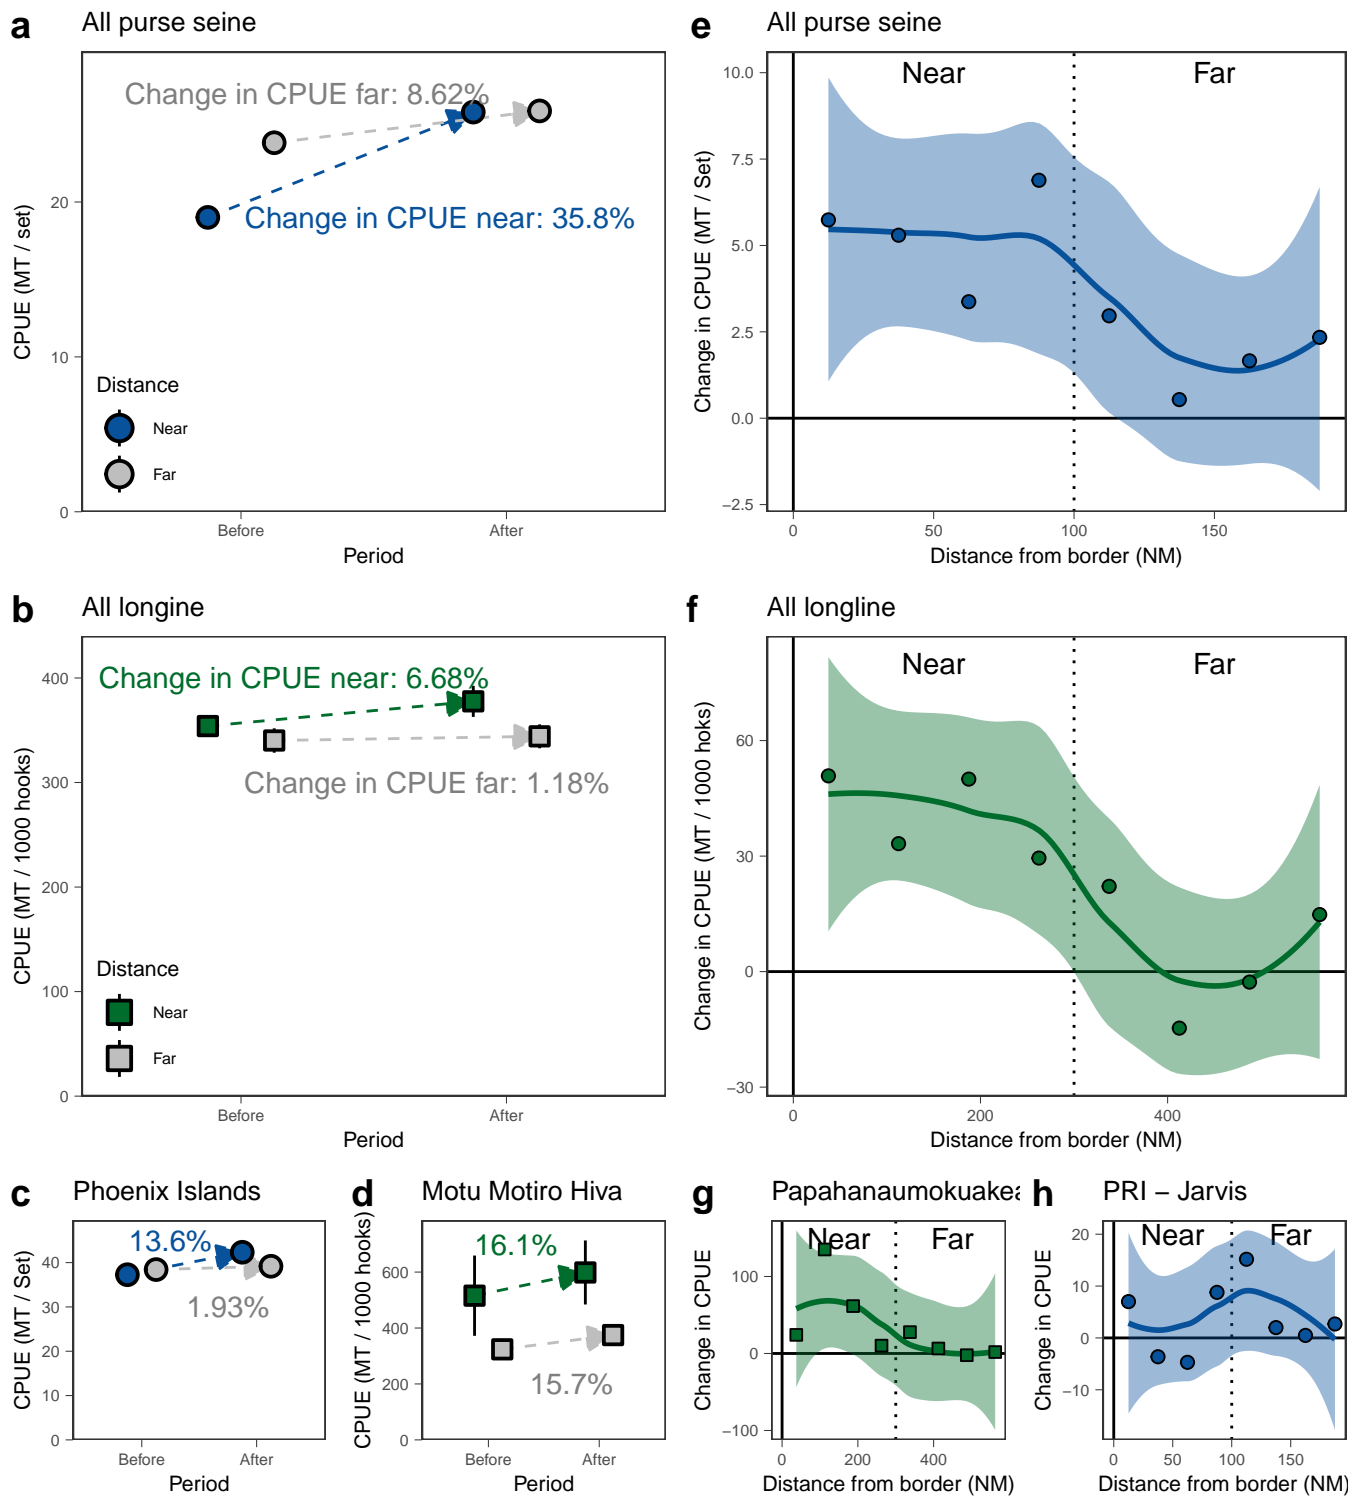 a
All purse seine
Change in CPUE far: 8.62%
Change in CPUE near: 35.8%
CPUE (MT / set)
20
10
0
Distance
Near
Far
Before
After
Period
e
All purse seine
Near
Far
Change in CPUE (MT / Set)
10.0
7.5
5.0
2.5
0.0
−2.5
0
50
100
150
Distance from border (NM)
b
All longine
Change in CPUE near: 6.68%
Change in CPUE far: 1.18%
CPUE (MT / 1000 hooks)
400
300
200
100
0
Distance
Near
Far
Before
After
Period
f
All longline
Near
Far
Change in CPUE (MT / 1000 hoks)
60
30
0
−30
0
200
400
Distance from border (NM)
c
Phoenix Islands
13.6%
1.93%
CPUE (MT / Set)
40
30
20
10
0
Before
After
Period
d
Motu Motiro Hiva
16.1%
15.7%
CPUE (MT / 1000 hooks)
600
400
200
0
Before
After
Period
g
Papahanaumokuakea
Near
Far
Change in CPUE
100
0
−100
0
200
400
Distance from border (NM)
h
PRI − Jarvis
Near
Far
Change in CPUE
20
10
0
−10
0
50
100
150
Distance from border (NM)